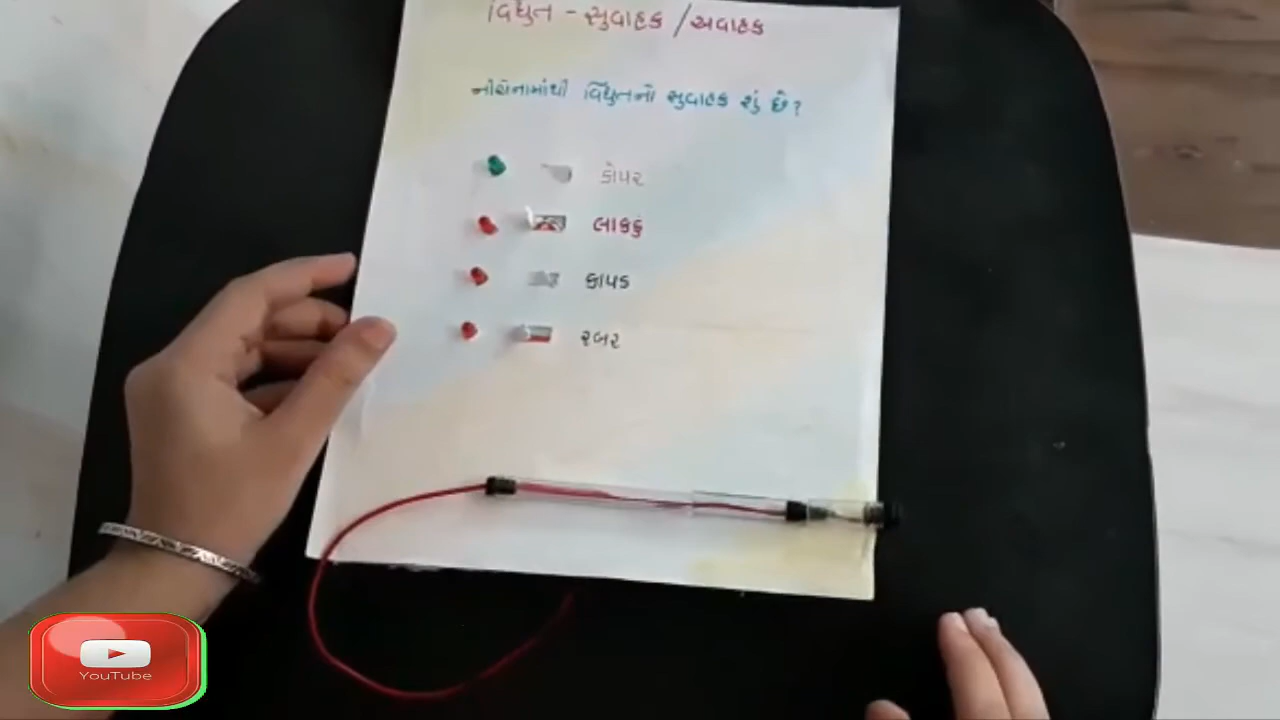 વિદ્યુત - સુવાહક / અવાહક
નીચેનામાંથી વિદ્યુતનો સુવાહક શું છે?
કોપર
લાકડું
કાપડ
રબર
YouTube